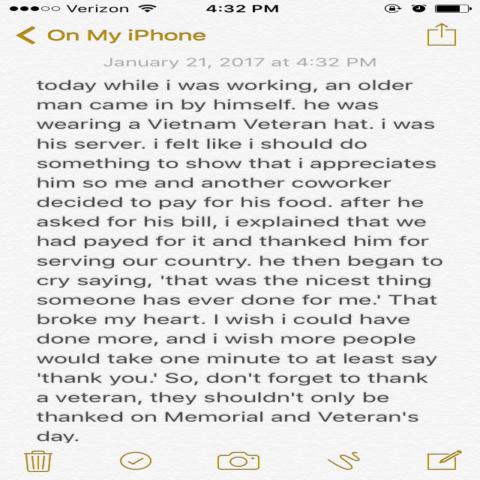 Verizon 4:32 PM
On My iPhone
January 21, 2017 at 4:32 PM
today while i was working, an older
man came in by himself. he was
wearing a Vietnam Veteran hat. i was
his server. i felt like i should do
something to show that i appreciates
him so me and another coworker
decided to pay for his food. after he
asked for his bill, i explained that we
had payed for it and thanked him for
serving our country. he then began to
cry saying, 'that was the nicest thing
someone has ever done for me.' That
broke my heart. I wish i could have
done more, and i wish more people
would take one minute to at least say
'thank you.' So, don't forget to thank
a veteran, they shouldn't only be
thanked on Memorial and Veteran's
day.